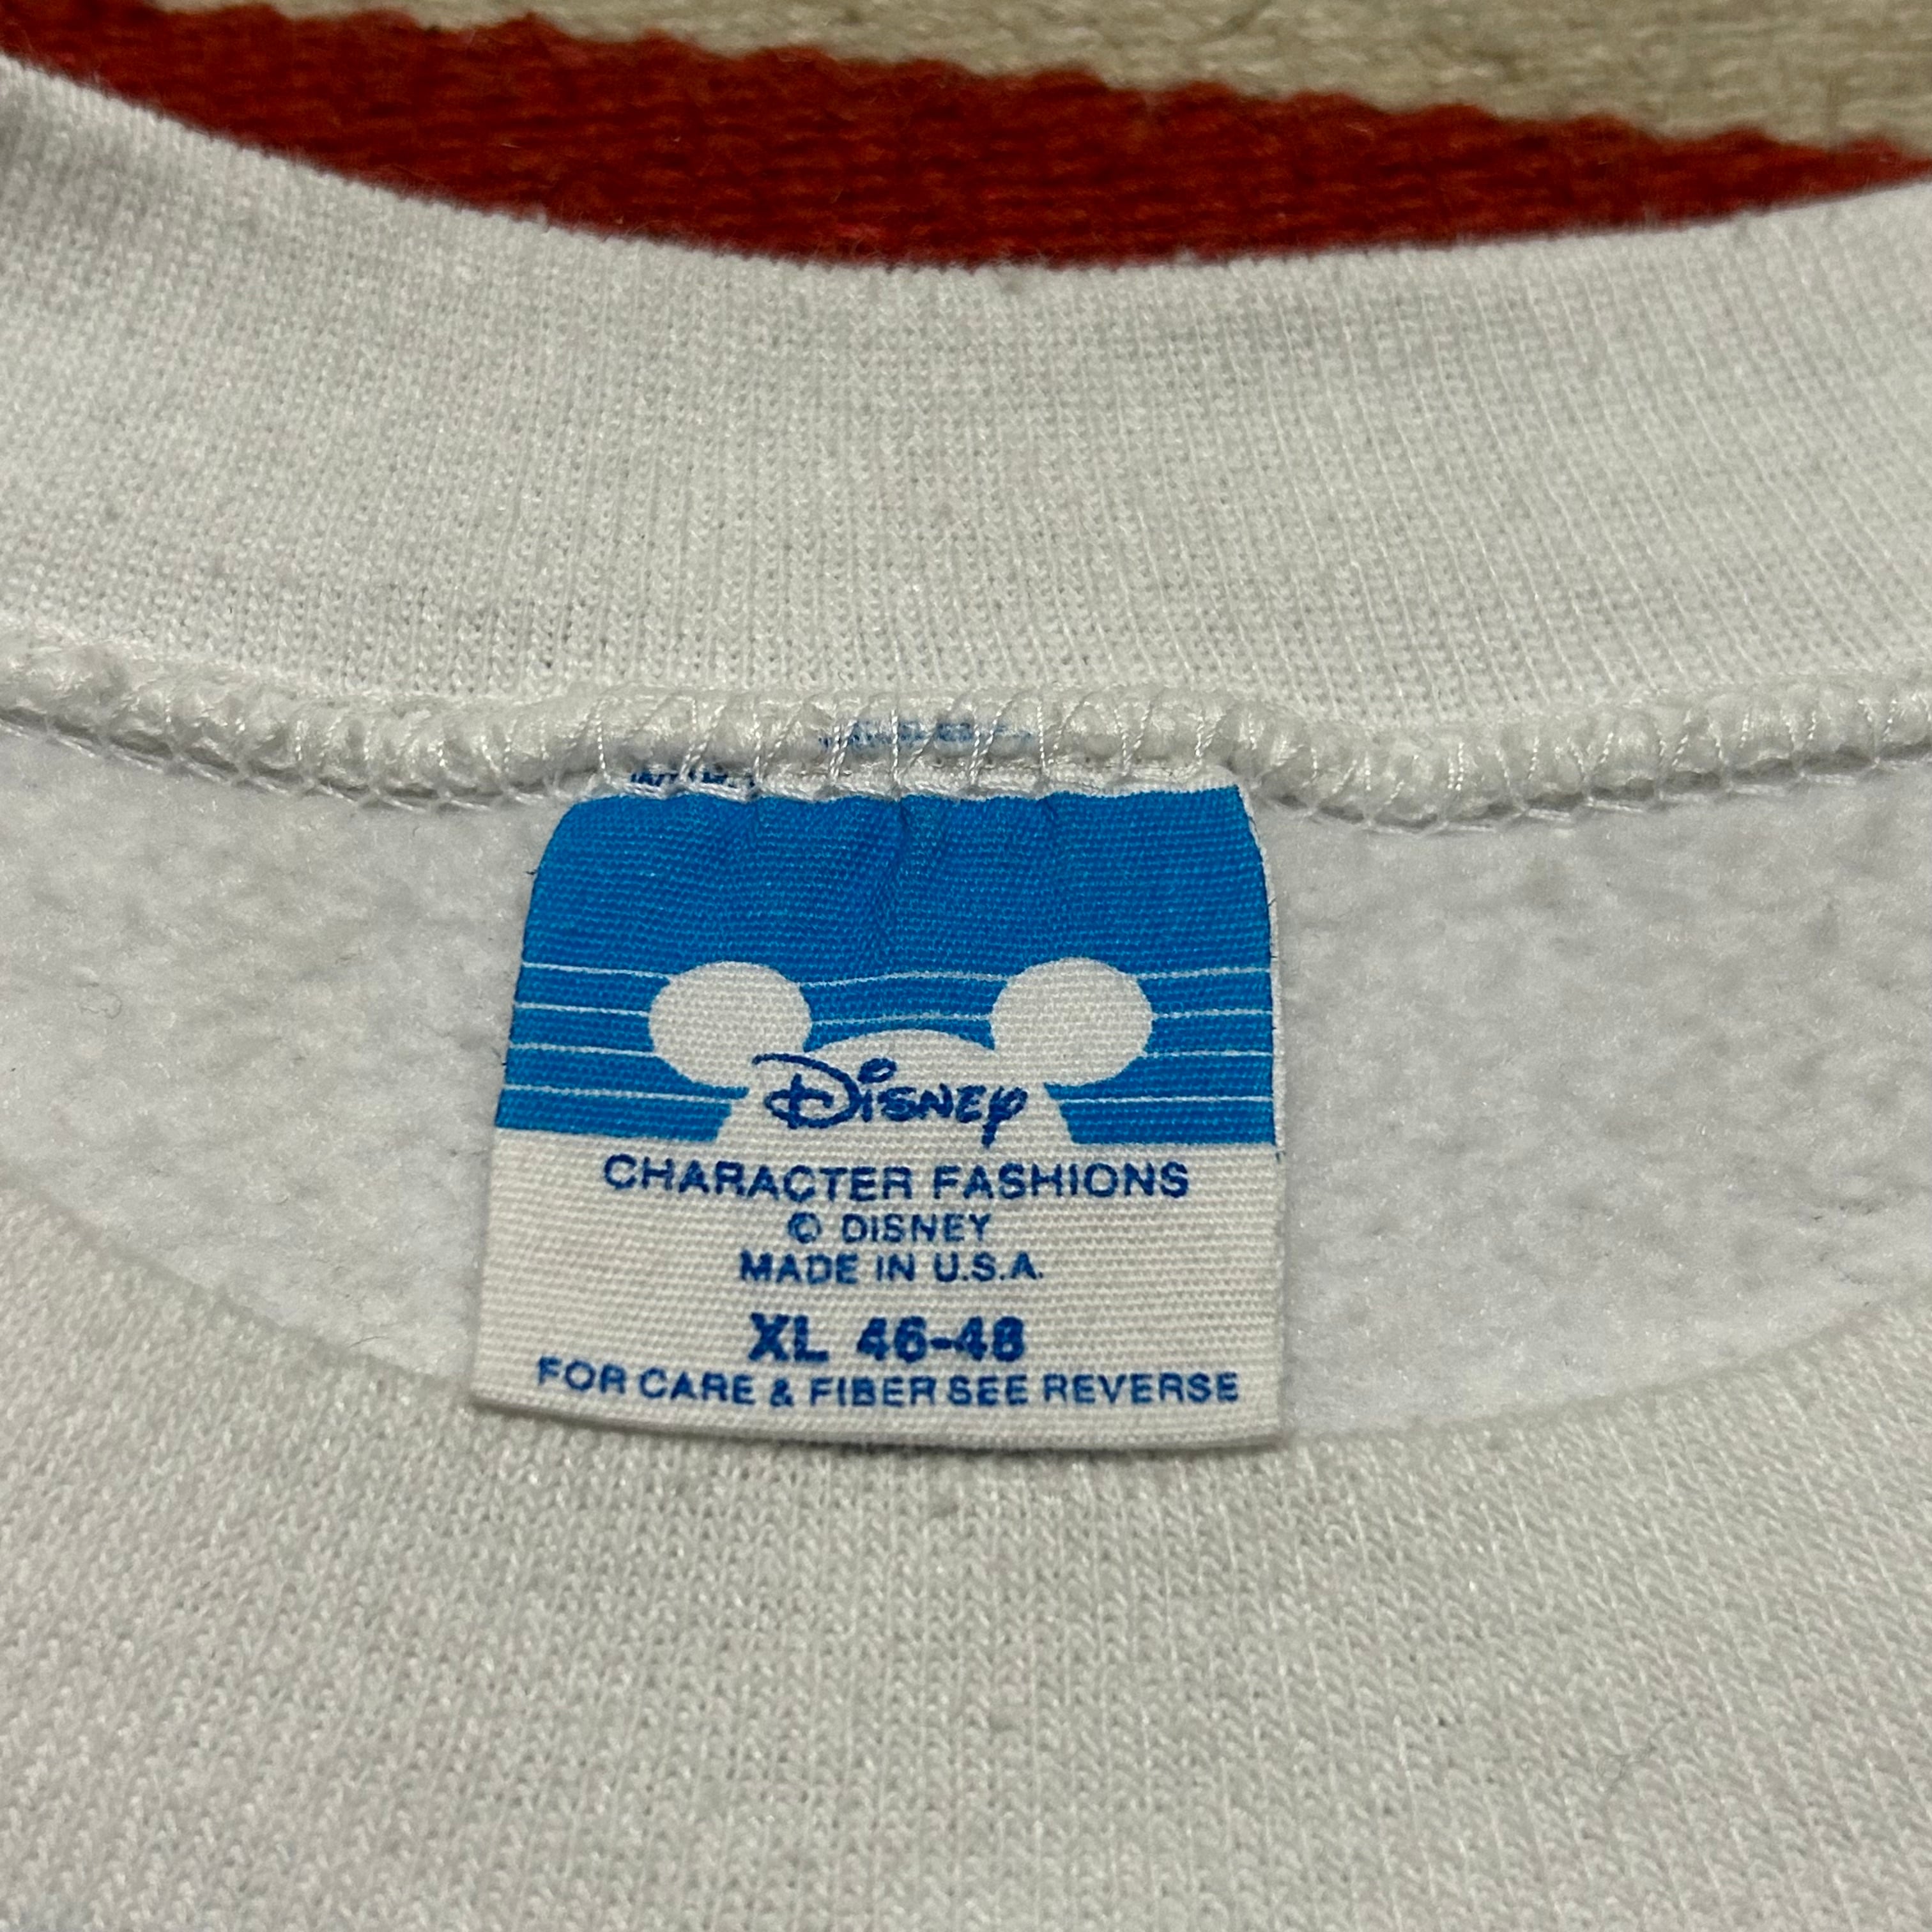 Disney
CHARACTER FASHIONS
© DISNEY
MADE IN U.S.A.
XL 46-48
FOR CARE & FIBER SEE REVERSE